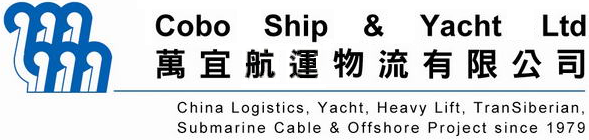 Cobo Ship & Yacht Ltd
萬宜航運物流有限公司
China Logistics, Yacht, Heavy Lift, TranSiberian,
Submarine Cable & Offshore Project since 1979